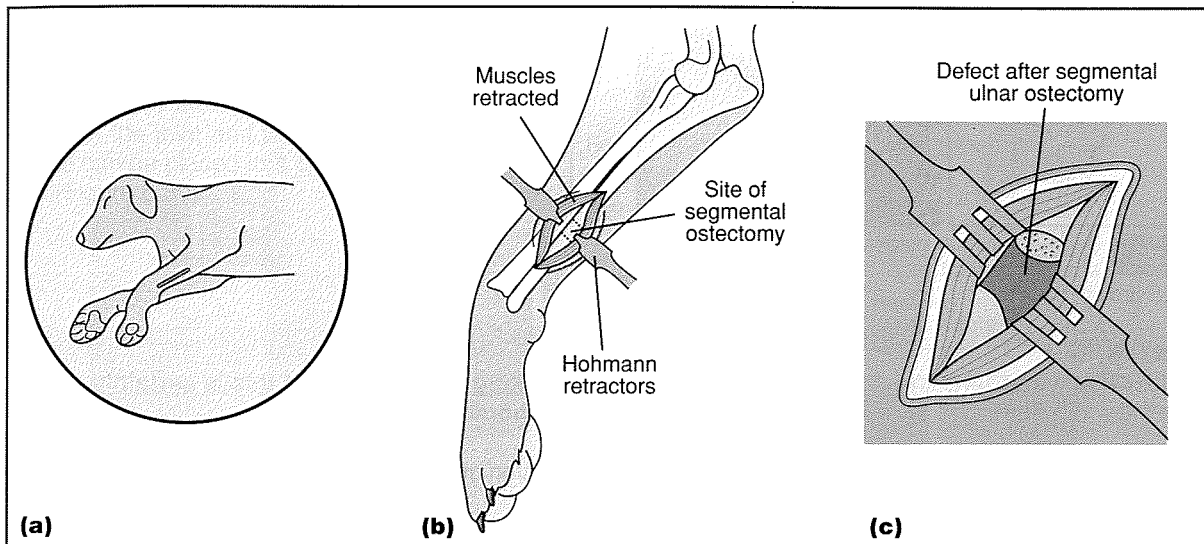 Muscles
retracted
Site of
segmental
ostectomy
Hohmann
retractors
Defect after segmental
ulnar ostectomy
(a)
(b)
(c)